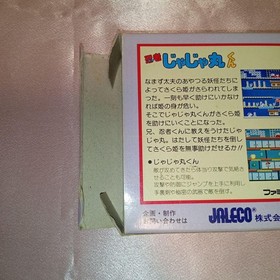 忍者じゃじゃ丸くん
なまず太夫のあやつる妖怪たちに
よってさくら姫がさらわれてしま
った。一刻も早く助けにいかなけれ
ば姫の身が危い。
そこでじゃじゃ丸くんがさくら姫を
助けにいくことになった。
兄、忍者くんに教えをうけたじゃじ
ゃ丸は、はたして妖怪たちを倒して
さくら姫は無事助けだせるか!!
●じゃじゃ丸くん
企画・制作
お問い合わせは
JALECO 株式会
ファミ